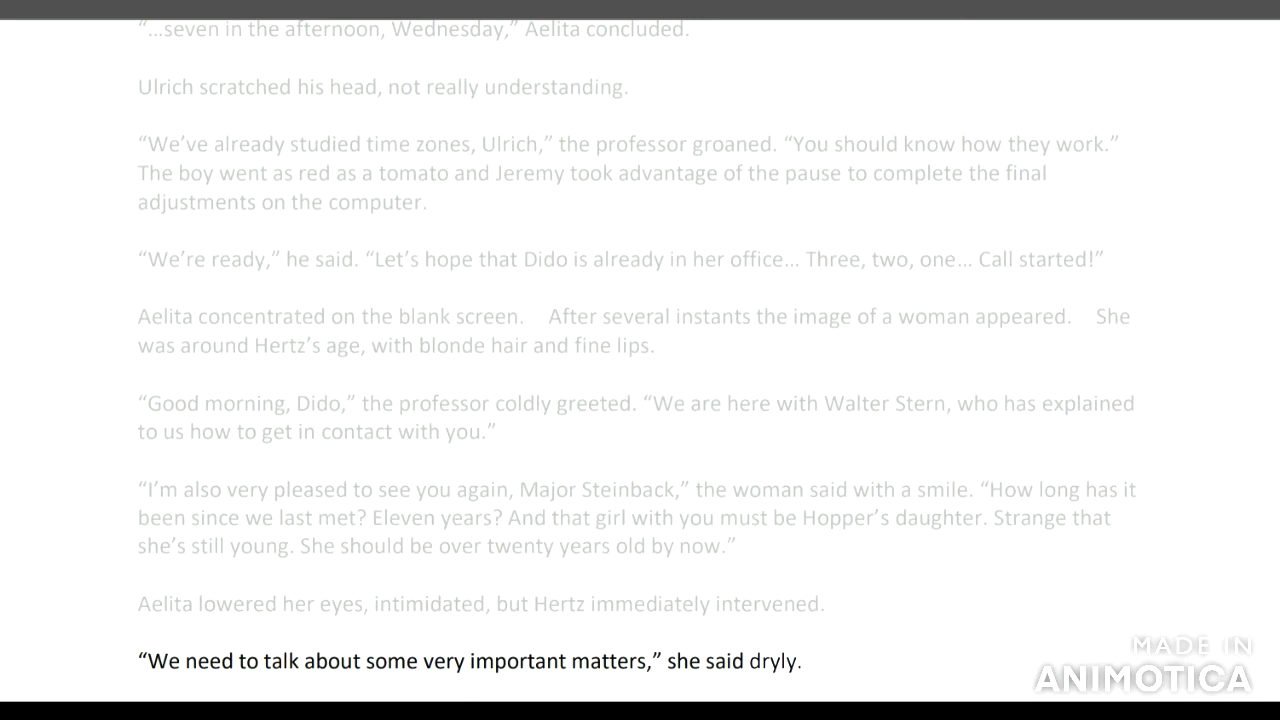 “…seven in the afternoon, Wednesday,” Aelita concluded.
Ulrich scratched his head, not really understanding.
“We’ve already studied time zones, Ulrich,” the professor groaned. “You should know how they work.”
The boy went as red as a tomato and Jeremy took advantage of the pause to complete the final
adjustments on the computer.
“We’re ready,” he said. “Let’s hope that Dido is already in her office… Three, two, one… Call started!”
Aelita concentrated on the blank screen. After several instants the image of a woman appeared. She
was around Hertz’s age, with blonde hair and fine lips.
“Good morning, Dido,” the professor coldly greeted. “We are here with Walter Stern, who has explained
to us how to get in contact with you.”
“I’m also very pleased to see you again, Major Steinback,” the woman said with a smile. “How long has it
been since we last met? Eleven years? And that girl with you must be Hopper’s daughter. Strange that
she’s still young. She should be over twenty years old by now.”
Aelita lowered her eyes, intimidated, but Hertz immediately intervened.
“We need to talk about some very important matters,” she said dryly.
MADE IN
ANIMOTICA